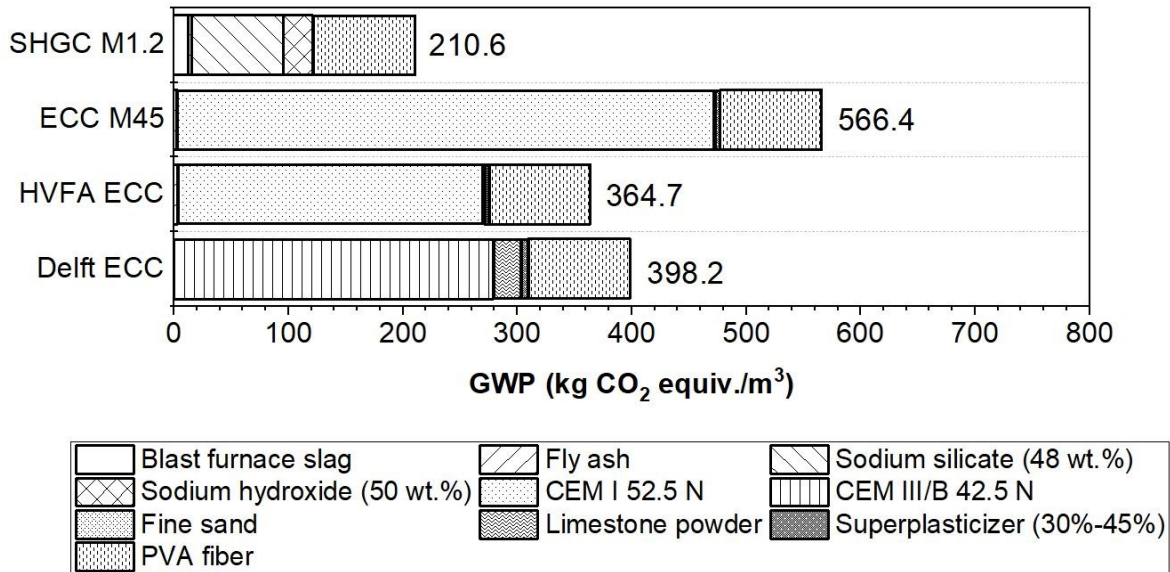 SHGC M1.2 210.6
ECC M45 566.4
HVFA ECC 364.7
Delft ECC 398.2
0 100 200 300 400 500 600 700 800
GWP (kg CO₂ equiv./m³)
Blast furnace slag Fly ash Sodium silicate (48 wt.%)
Sodium hydroxide (50 wt.%) CEM I 52.5 N CEM III/B 42.5 N
Fine sand Limestone powder Superplasticizer (30%-45%)
PVA fiber